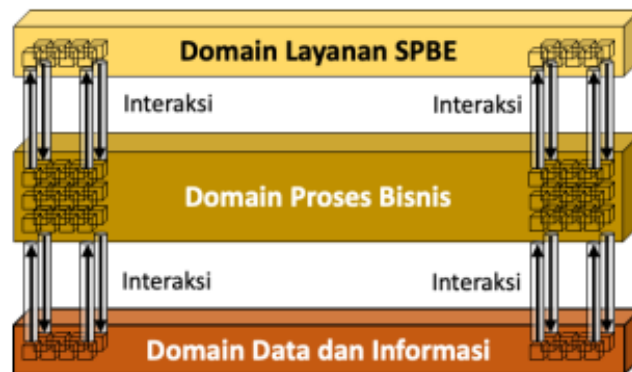 Domain Layanan SPBE
Interaksi
Interaksi
Domain Proses Bisnis
Interaksi
Interaksi
Domain Data dan Informasi